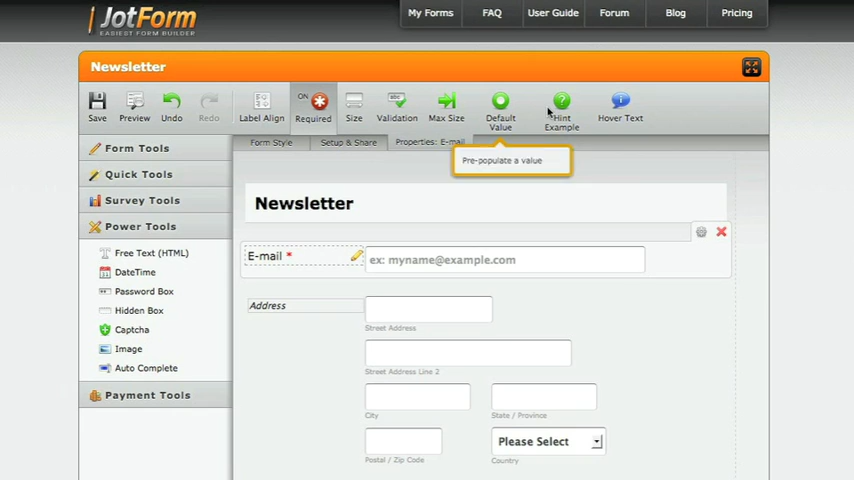 JotForm
EASIEST FORM BUILDER
My Forms FAQ User Guide Forum Blog Pricing
Newsletter
Save Preview Undo Redo Label Align ON Required Size abc Validation Max Size Default Value Hint Example Hover Text
Form Tools
Quick Tools
Survey Tools
Power Tools
Free Text (HTML)
DateTime
Password Box
Hidden Box
Captcha
Image
Auto Complete
Payment Tools
Form Style Setup & Share Properties: E-mail
Pre-populate a value
Newsletter
E-mail * ex: myname@example.com
Address
Street Address
Street Address Line 2
City State / Province
Please Select
Postal / Zip Code Country